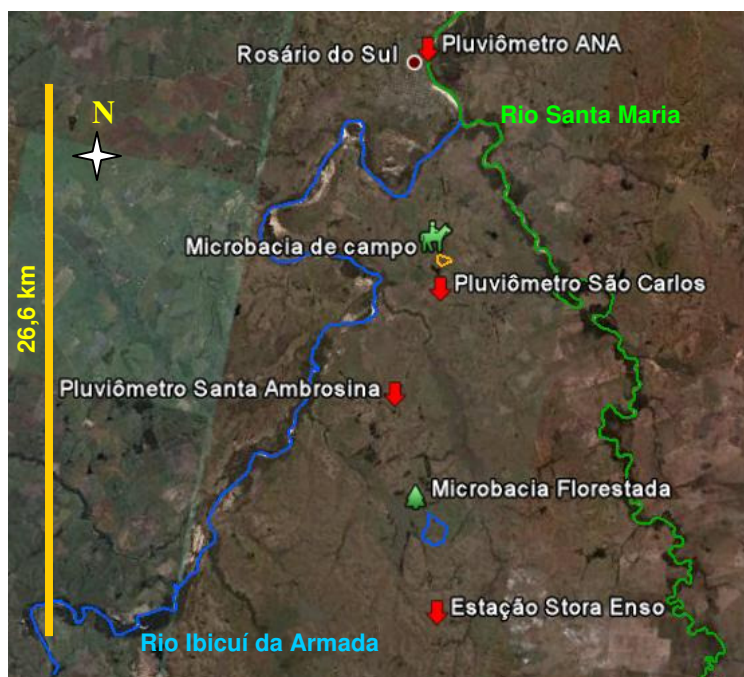 Pluviômetro ANA
Rosário do Sul
N
Rio Santa Maria
Microbacia de campo
Pluviômetro São Carlos
26,6 km
Pluviômetro Santa Ambrosina
Microbacia Florestada
Estação Stora Enso
Rio Ibicuí da Armada